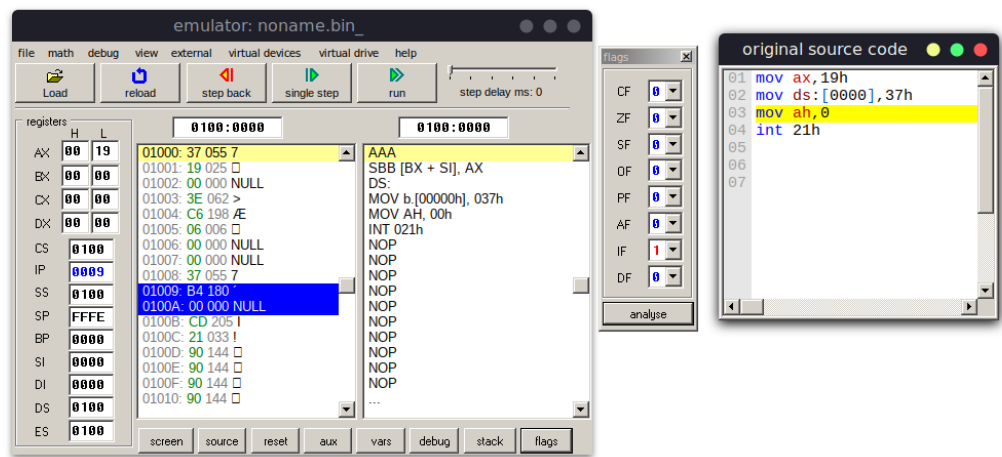 emulator: noname.bin_
file math debug view external virtual devices virtual drive help
Load reload step back single step run step delay ms: 0
registers
H L
AX 00 19
BX 00 00
CX 00 00
DX 00 00
CS 0100
IP 0009
SS 0100
SP FFFE
BP 0000
SI 0000
DI 0000
DS 0100
ES 0100
0100:0000
01000: 37 055 7
01001: 19 025 □
01002: 00 000 NULL
01003: 3E 062 >
01004: C6 198 Æ
01005: 06 006 □
01006: 00 000 NULL
01007: 00 000 NULL
01008: 37 055 7
01009: B4 180 ´
0100A: 00 000 NULL
0100B: CD 205 Í
0100C: 21 033 !
0100D: 90 144 □
0100E: 90 144 □
0100F: 90 144 □
01010: 90 144 □
0100:0000
AAA
SBB [BX + SI], AX
DS:
MOV b.[00000h], 037h
MOV AH, 00h
INT 021h
NOP
NOP
NOP
NOP
NOP
NOP
NOP
NOP
NOP
NOP
...
screen source reset aux vars debug stack flags
flags X
CF 0
ZF 0
SF 0
OF 0
PF 0
AF 0
IF 1
DF 0
analyse
original source code
01 mov ax,19h
02 mov ds:[0000],37h
03 mov ah,0
04 int 21h
05
06
07